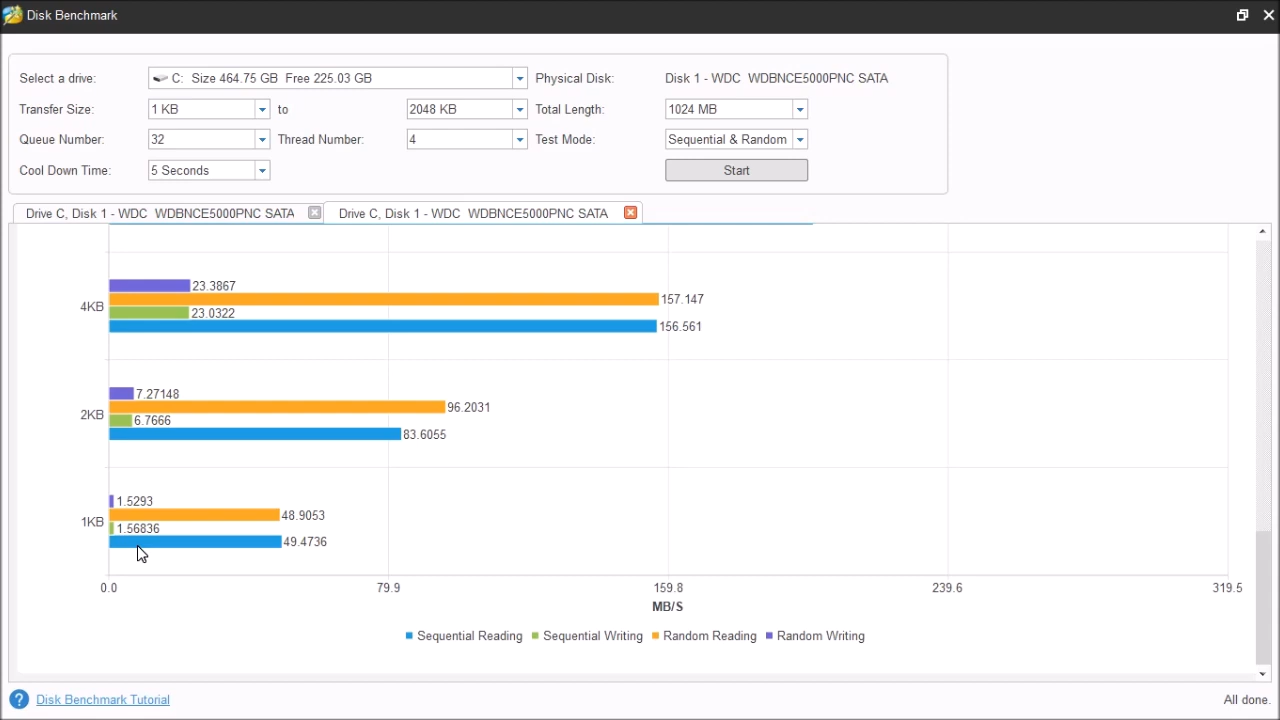 Disk Benchmark
Select a drive: C: Size 464.75 GB Free 225.03 GB Physical Disk: Disk 1 - WDC WDBNCE5000PNC SATA
Transfer Size: 1 KB to 2048 KB Total Length: 1024 MB
Queue Number: 32 Thread Number: 4 Test Mode: Sequential & Random
Cool Down Time: 5 Seconds Start
Drive C, Disk 1 - WDC WDBNCE5000PNC SATA Drive C, Disk 1 - WDC WDBNCE5000PNC SATA
23.3867
157.147
4KB
23.0322
156.561
7.27148
96.2031
2KB
6.7666
83.6055
1.5293
48.9053
1KB
1.56836
49.4736
0.0 79.9 159.8 239.6 319.5
MB/S
Sequential Reading Sequential Writing Random Reading Random Writing
? Disk Benchmark Tutorial All done.